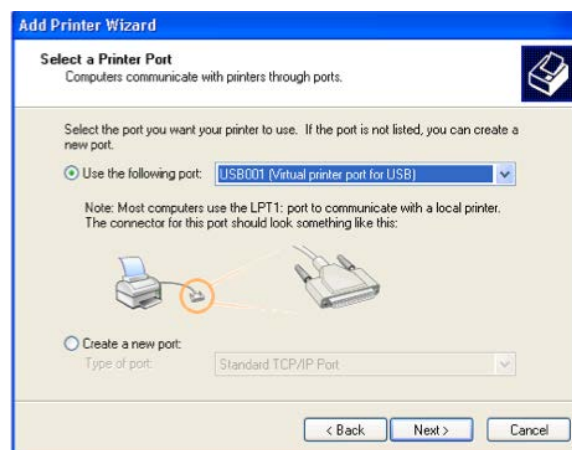 Add Printer Wizard
Select a Printer Port
Computers communicate with printers through ports.
Select the port you want your printer to use. If the port is not listed, you can create a
new port.
Use the following port: USB001 (Virtual printer port for USB)
Note: Most computers use the LPT1: port to communicate with a local printer.
The connector for this port should look something like this:
Create a new port:
Type of port: Standard TCP/IP Port
< Back Next > Cancel